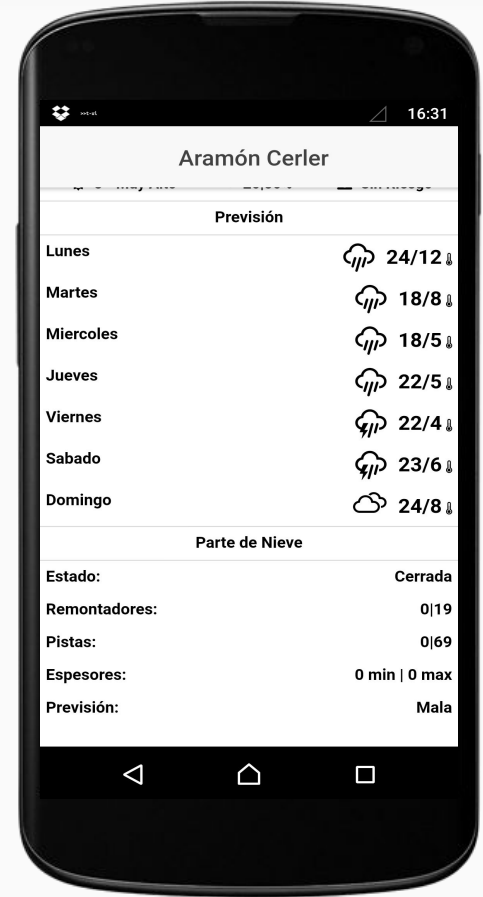 16:31
Aramón Cerler
Previsión
Lunes 24/12
Martes 18/8
Miercoles 18/5
Jueves 22/5
Viernes 22/4
Sabado 23/6
Domingo 24/8
Parte de Nieve
Estado: Cerrada
Remontadores: 0|19
Pistas: 0|69
Espesores: 0 min | 0 max
Previsión: Mala